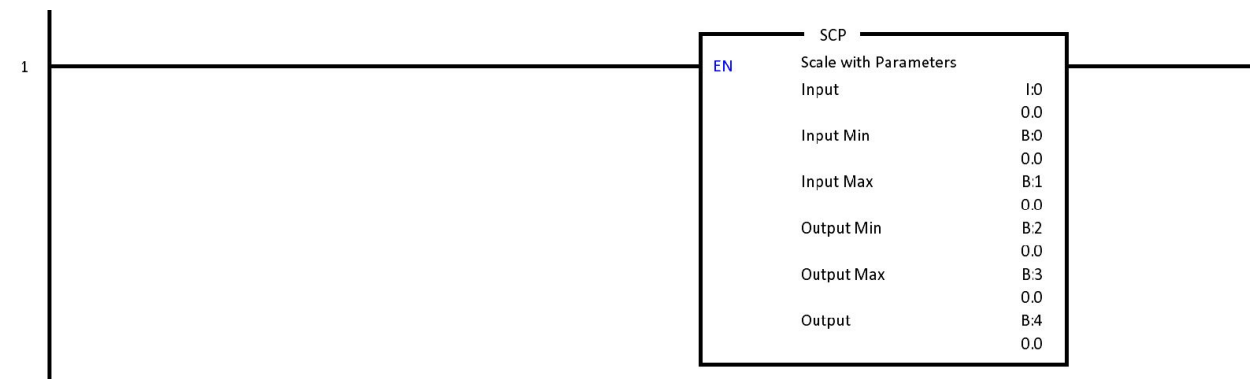 SCP
1 EN Scale with Parameters
Input I:0
0.0
Input Min B:0
0.0
Input Max B:1
0.0
Output Min B:2
0.0
Output Max B:3
0.0
Output B:4
0.0